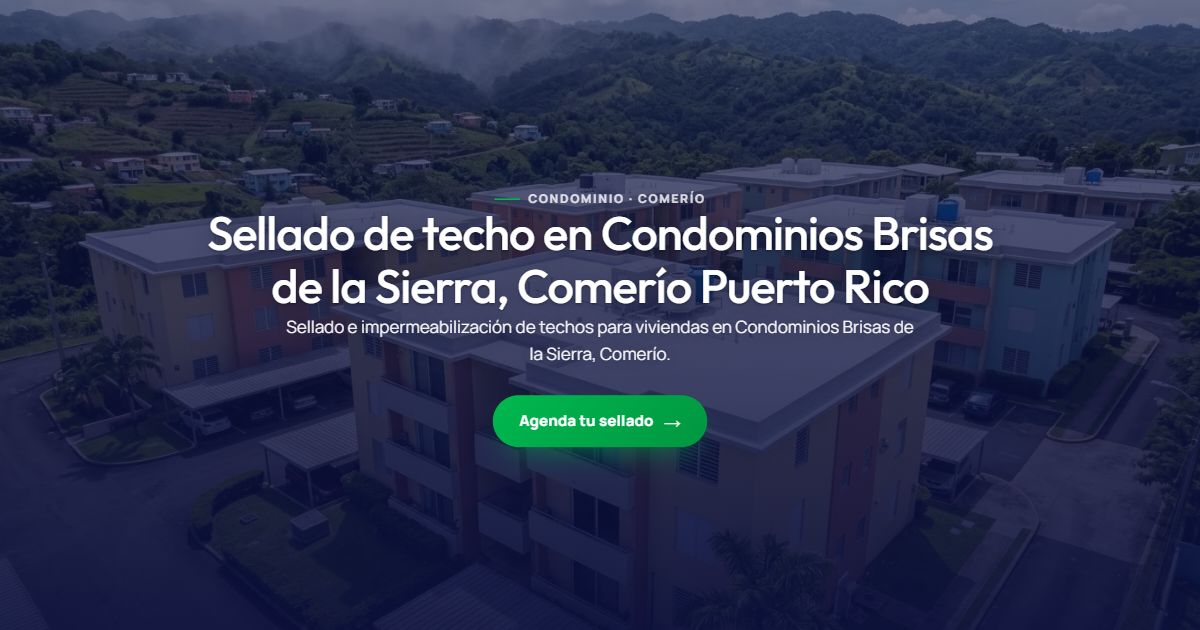 CONDOMINIO · COMERÍO
Sellado de techo en Condominios Brisas
de la Sierra, Comerío Puerto Rico
Sellado e impermeabilización de techos para viviendas en Condominios Brisas de
la Sierra, Comerío.
Agenda tu sellado →